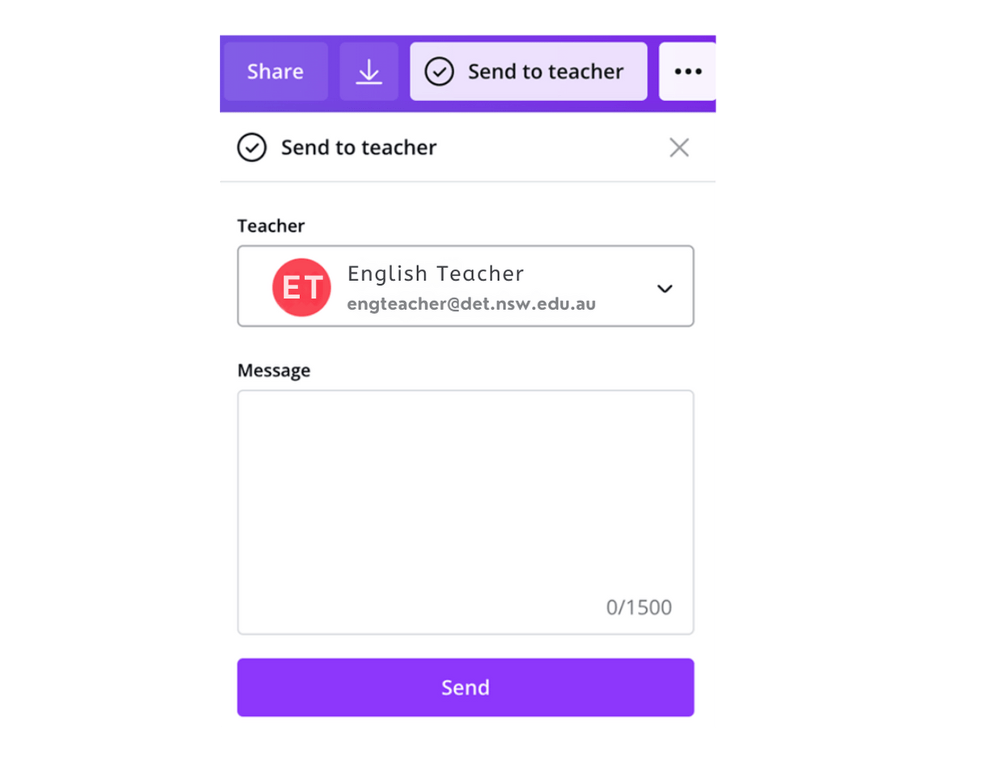 Share
Send to teacher
Send to teacher
Teacher
ET
English Teacher
engteacher@det.nsw.edu.au
Message
0/1500
Send